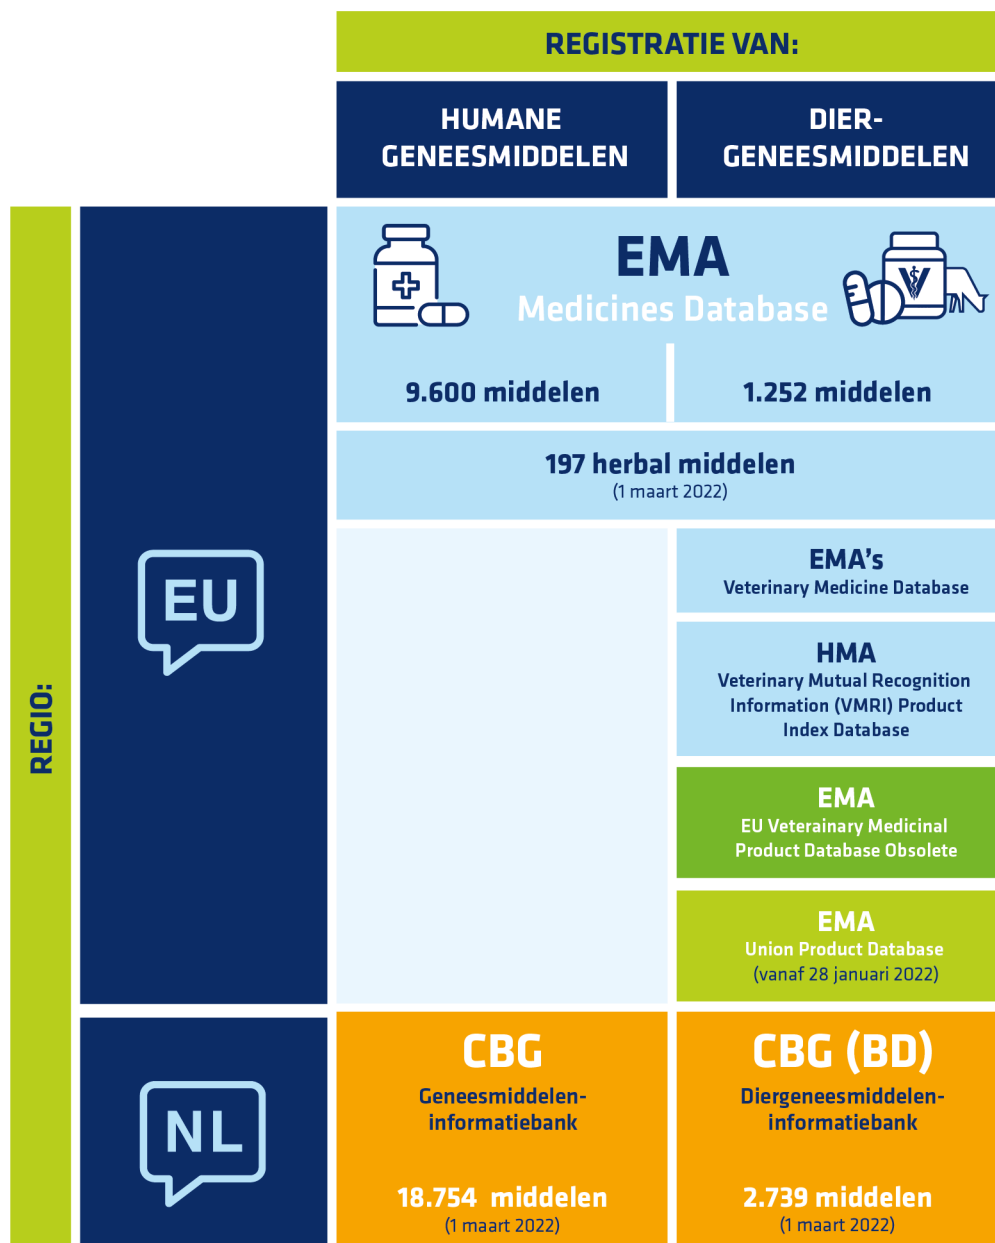 REGISTRATIE VAN:
HUMANE
GENEESMIDDELEN
DIER-
GENEESMIDDELEN
REGIO:
EU
EMA
Medicines Database
9.600 middelen
1.252 middelen
197 herbal middelen
(1 maart 2022)
EMA's
Veterinary Medicine Database
HMA
Veterinary Mutual Recognition
Information (VMRI) Product
Index Database
EMA
EU Veterainary Medicinal
Product Database Obsolete
EMA
Union Product Database
(vanaf 28 januari 2022)
NL
CBG
Geneesmiddelen-
informatiebank
18.754 middelen
(1 maart 2022)
CBG (BD)
Diergeneesmiddelen-
informatiebank
2.739 middelen
(1 maart 2022)